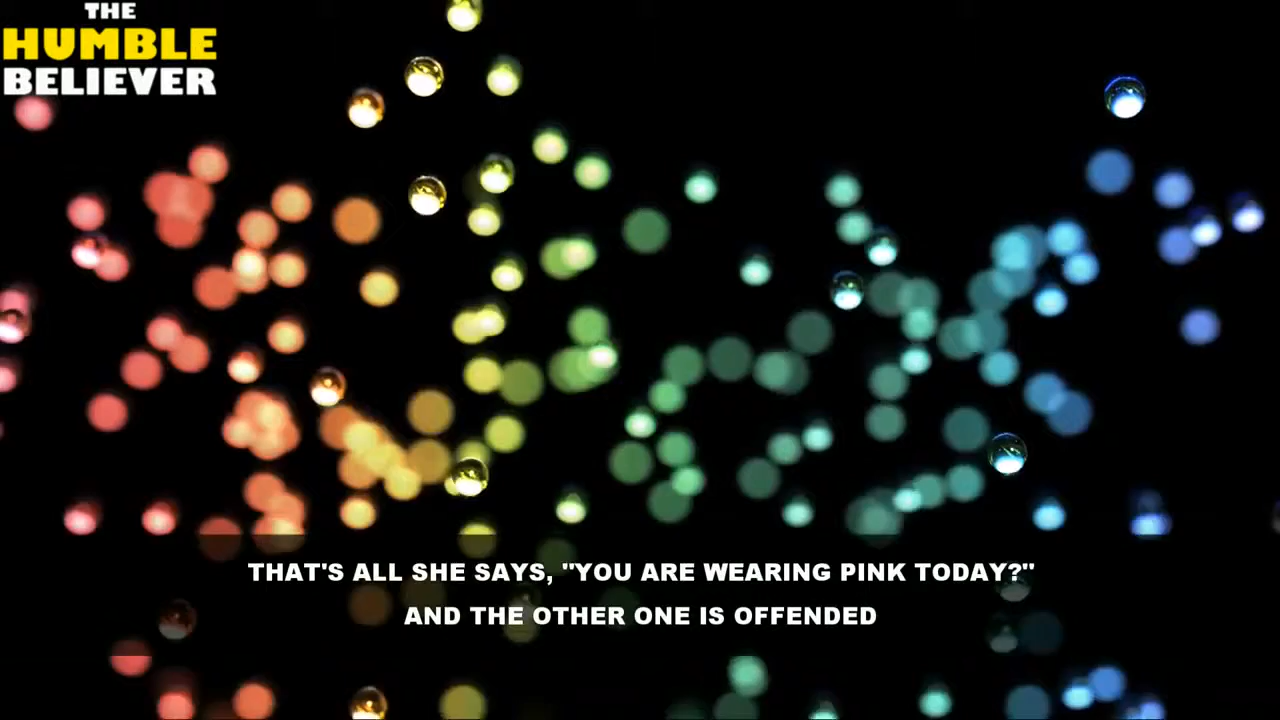 THE
HUMBLE
BELIEVER
THAT'S ALL SHE SAYS, "YOU ARE WEARING PINK TODAY?"
AND THE OTHER ONE IS OFFENDED